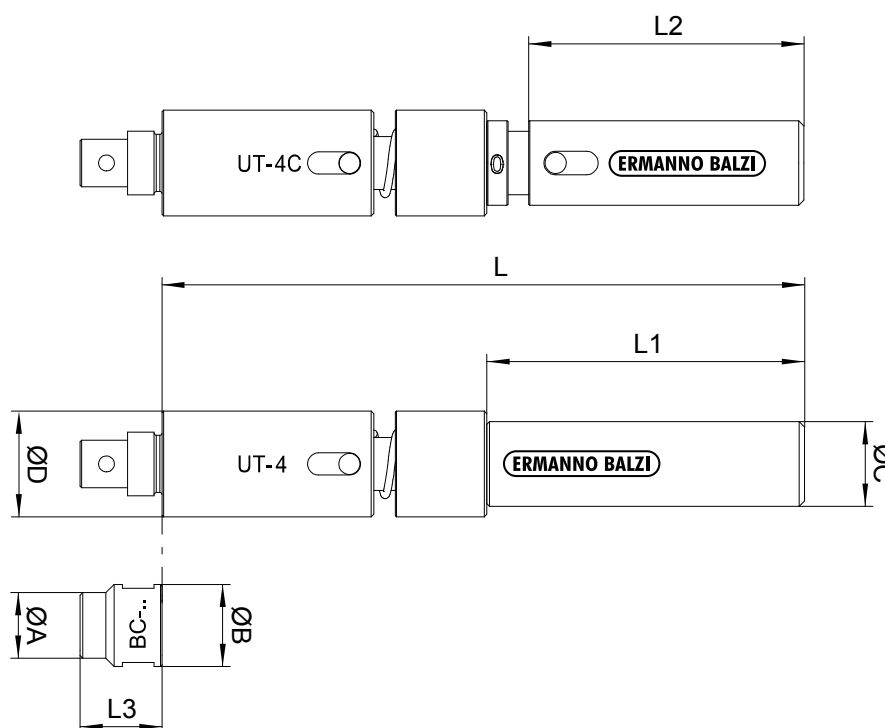 L2
UT-4C
ERMANNO BALZI
L
L1
ØD
UT-4
ERMANNO BALZI
ØC
ØA
BC-..
ØB
L3